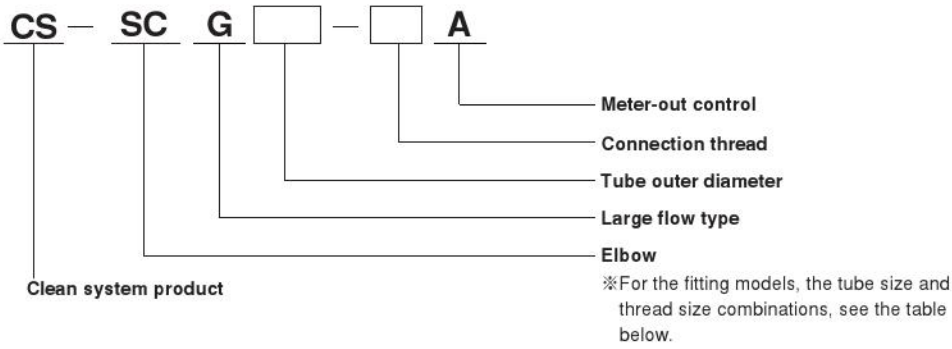 CS — SC G — A
Meter-out control
Connection thread
Tube outer diameter
Large flow type
Elbow
Clean system product
※For the fitting models, the tube size and
thread size combinations, see the table
below.